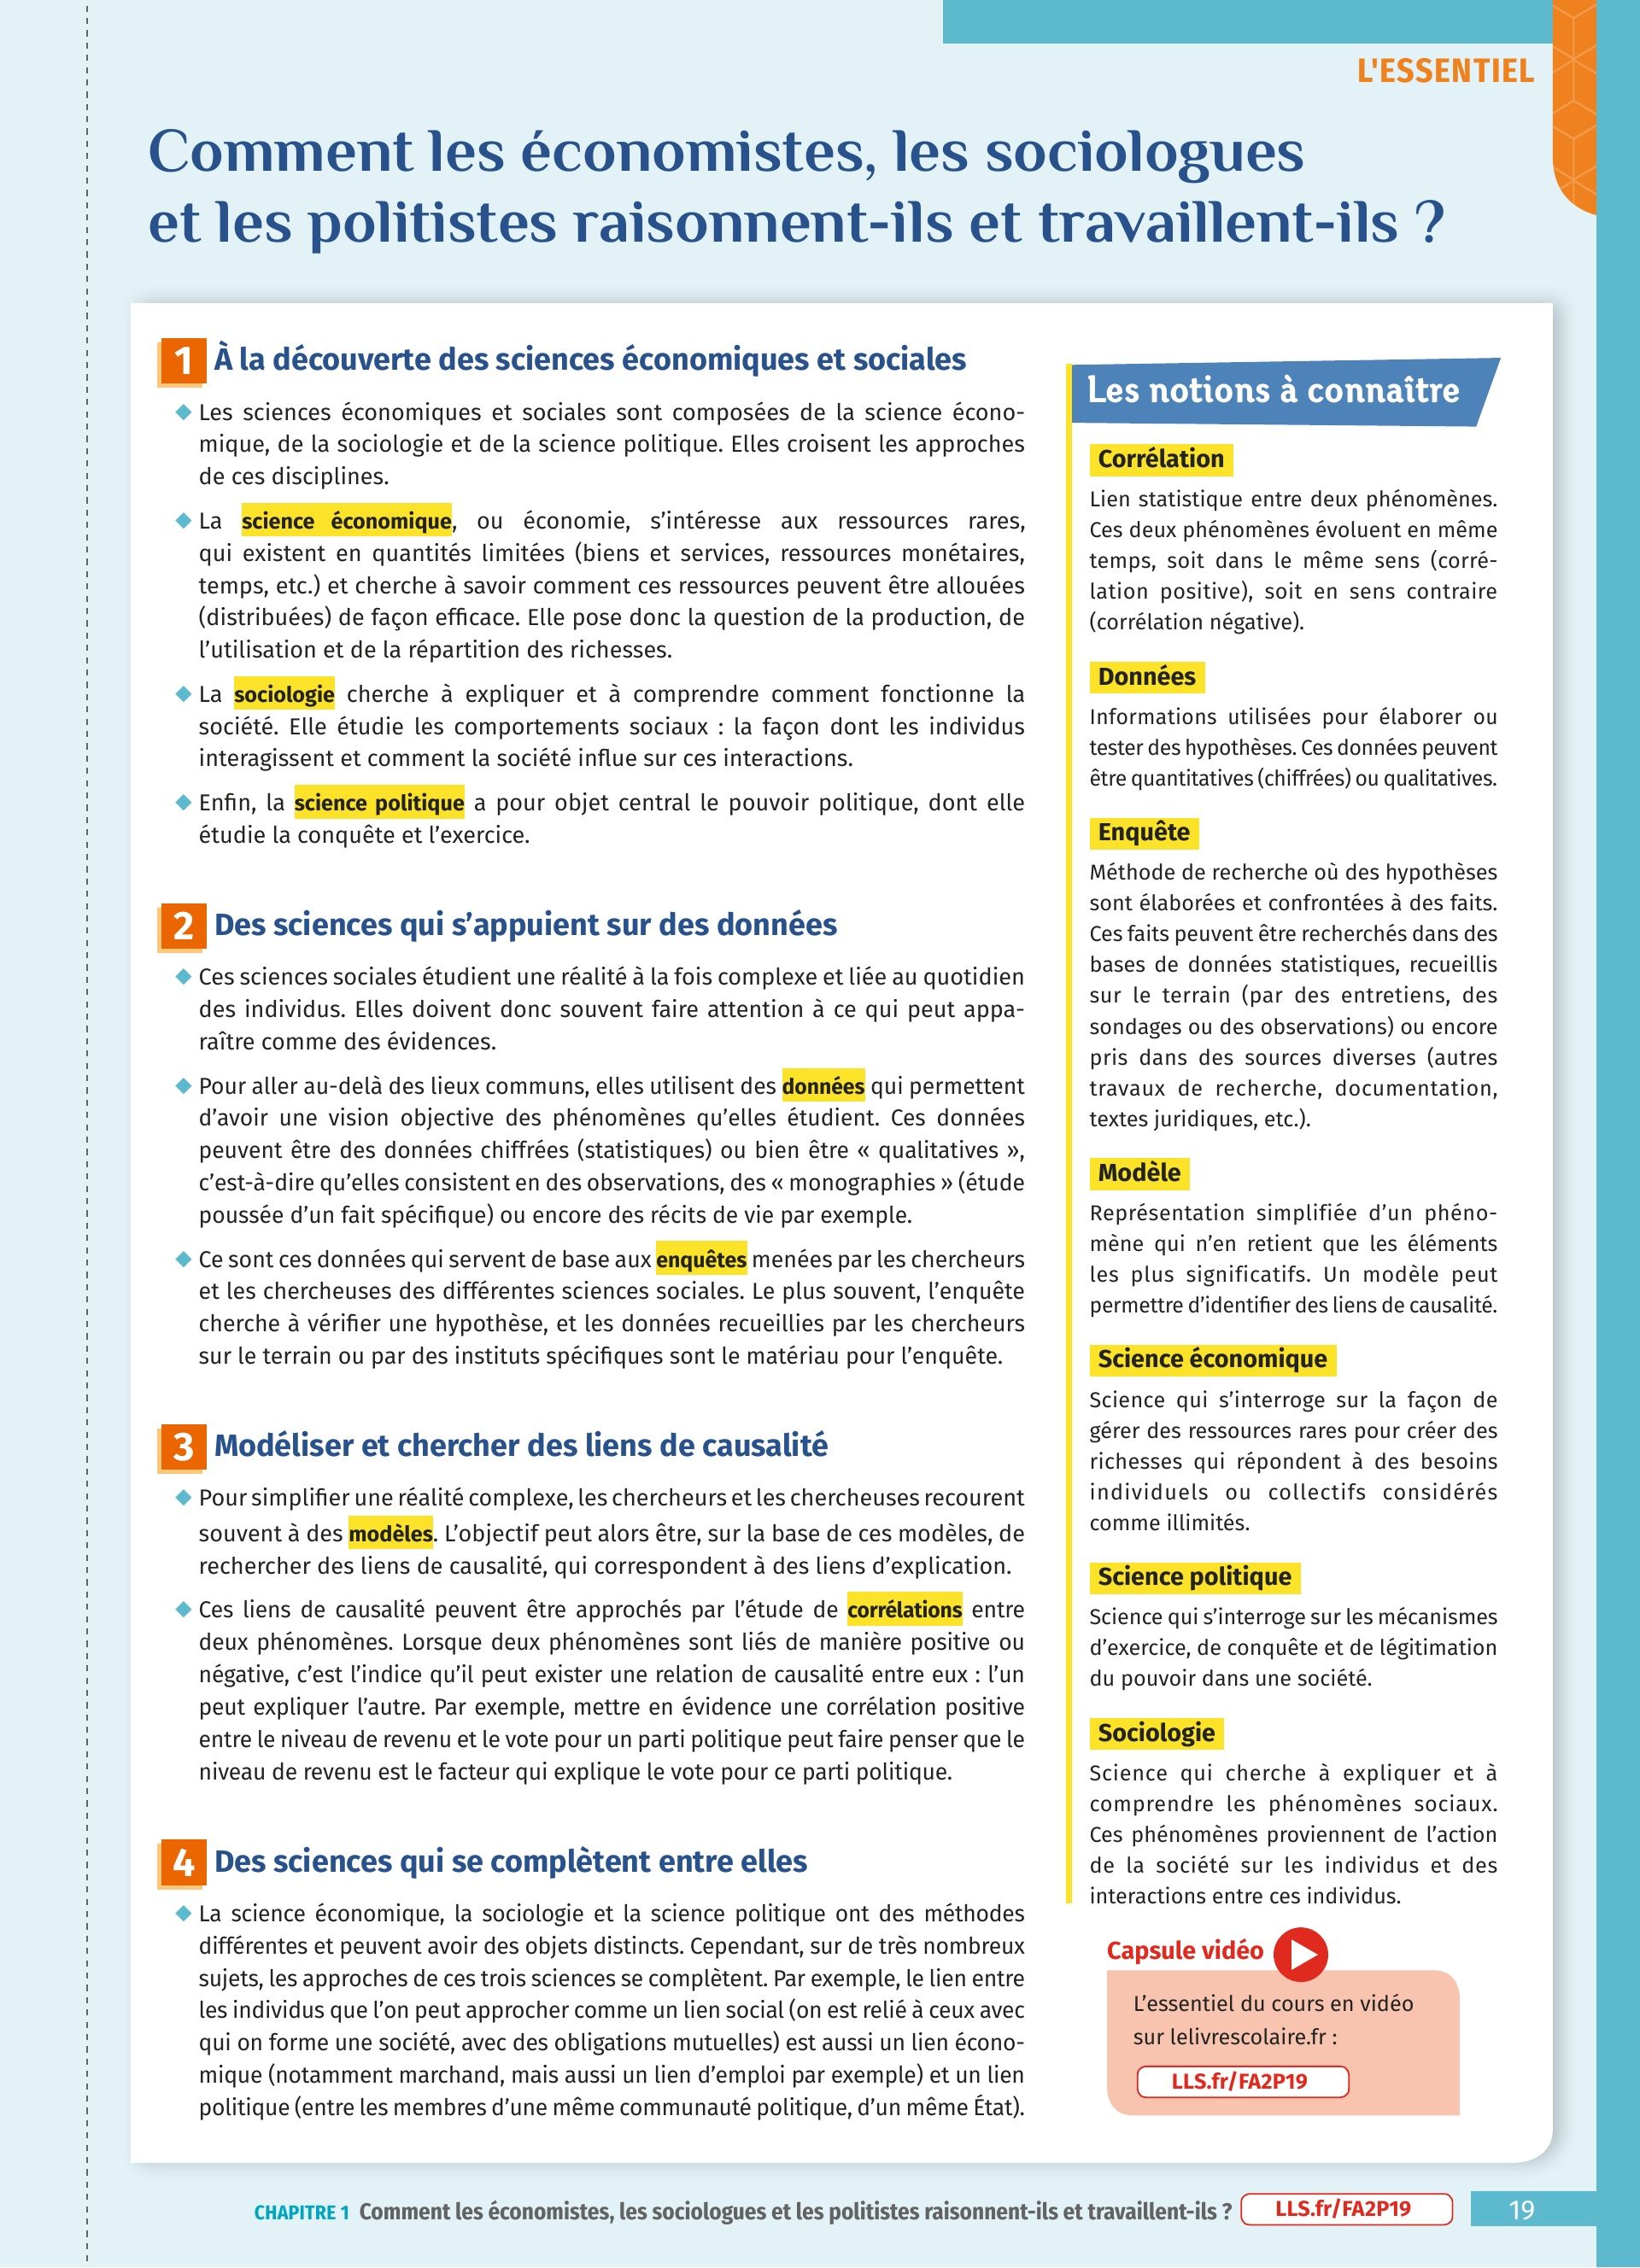 L'ESSENTIEL
Comment les économistes, les sociologues
et les politistes raisonnent-ils et travaillent-ils ?
1 À la découverte des sciences économiques et sociales
Les sciences économiques et sociales sont composées de la science écono-
mique, de la sociologie et de la science politique. Elles croisent les approches
de ces disciplines.
La science économique, ou économie, s’intéresse aux ressources rares,
qui existent en quantités limitées (biens et services, ressources monétaires,
temps, etc.) et cherche à savoir comment ces ressources peuvent être allouées
(distribuées) de façon efficace. Elle pose donc la question de la production, de
l’utilisation et de la répartition des richesses.
La sociologie cherche à expliquer et à comprendre comment fonctionne la
société. Elle étudie les comportements sociaux : la façon dont les individus
interagissent et comment la société influe sur ces interactions.
Enfin, la science politique a pour objet central le pouvoir politique, dont elle
étudie la conquête et l’exercice.
2 Des sciences qui s’appuient sur des données
Ces sciences sociales étudient une réalité à la fois complexe et liée au quotidien
des individus. Elles doivent donc souvent faire attention à ce qui peut appa-
raître comme des évidences.
Pour aller au-delà des lieux communs, elles utilisent des données qui permettent
d’avoir une vision objective des phénomènes qu’elles étudient. Ces données
peuvent être des données chiffrées (statistiques) ou bien être « qualitatives »,
c’est-à-dire qu’elles consistent en des observations, des « monographies » (étude
poussée d’un fait spécifique) ou encore des récits de vie par exemple.
Ce sont ces données qui servent de base aux enquêtes menées par les chercheurs
et les chercheuses des différentes sciences sociales. Le plus souvent, l’enquête
cherche à vérifier une hypothèse, et les données recueillies par les chercheurs
sur le terrain ou par des instituts spécifiques sont le matériau pour l’enquête.
3 Modéliser et chercher des liens de causalité
Pour simplifier une réalité complexe, les chercheurs et les chercheuses recourent
souvent à des modèles. L’objectif peut alors être, sur la base de ces modèles, de
rechercher des liens de causalité, qui correspondent à des liens d’explication.
Ces liens de causalité peuvent être approchés par l’étude de corrélations entre
deux phénomènes. Lorsque deux phénomènes sont liés de manière positive ou
négative, c’est l’indice qu’il peut exister une relation de causalité entre eux : l’un
peut expliquer l’autre. Par exemple, mettre en évidence une corrélation positive
entre le niveau de revenu et le vote pour un parti politique peut faire penser que le
niveau de revenu est le facteur qui explique le vote pour ce parti politique.
4 Des sciences qui se complètent entre elles
La science économique, la sociologie et la science politique ont des méthodes
différentes et peuvent avoir des objets distincts. Cependant, sur de très nombreux
sujets, les approches de ces trois sciences se complètent. Par exemple, le lien entre
les individus que l’on peut approcher comme un lien social (on est relié à ceux avec
qui on forme une société, avec des obligations mutuelles) est aussi un lien écono-
mique (notamment marchand, mais aussi un lien d’emploi par exemple) et un lien
politique (entre les membres d’une même communauté politique, d’un même État).
Les notions à connaître
Corrélation
Lien statistique entre deux phénomènes.
Ces deux phénomènes évoluent en même
temps, soit dans le même sens (corré-
lation positive), soit en sens contraire
(corrélation négative).
Données
Informations utilisées pour élaborer ou
tester des hypothèses. Ces données peuvent
être quantitatives (chiffrées) ou qualitatives.
Enquête
Méthode de recherche où des hypothèses
sont élaborées et confrontées à des faits.
Ces faits peuvent être recherchés dans des
bases de données statistiques, recueillis
sur le terrain (par des entretiens, des
sondages ou des observations) ou encore
pris dans des sources diverses (autres
travaux de recherche, documentation,
textes juridiques, etc.).
Modèle
Représentation simplifiée d’un phéno-
mène qui n’en retient que les éléments
les plus significatifs. Un modèle peut
permettre d’identifier des liens de causalité.
Science économique
Science qui s’interroge sur la façon de
gérer des ressources rares pour créer des
richesses qui répondent à des besoins
individuels ou collectifs considérés
comme illimités.
Science politique
Science qui s’interroge sur les mécanismes
d’exercice, de conquête et de légitimation
du pouvoir dans une société.
Sociologie
Science qui cherche à expliquer et à
comprendre les phénomènes sociaux.
Ces phénomènes proviennent de l’action
de la société sur les individus et des
interactions entre ces individus.
Capsule vidéo
L’essentiel du cours en vidéo
sur lelivrescolaire.fr :
LLS.fr/FA2P19
CHAPITRE 1 Comment les économistes, les sociologues et les politistes raisonnent-ils et travaillent-ils ? LLS.fr/FA2P19 19